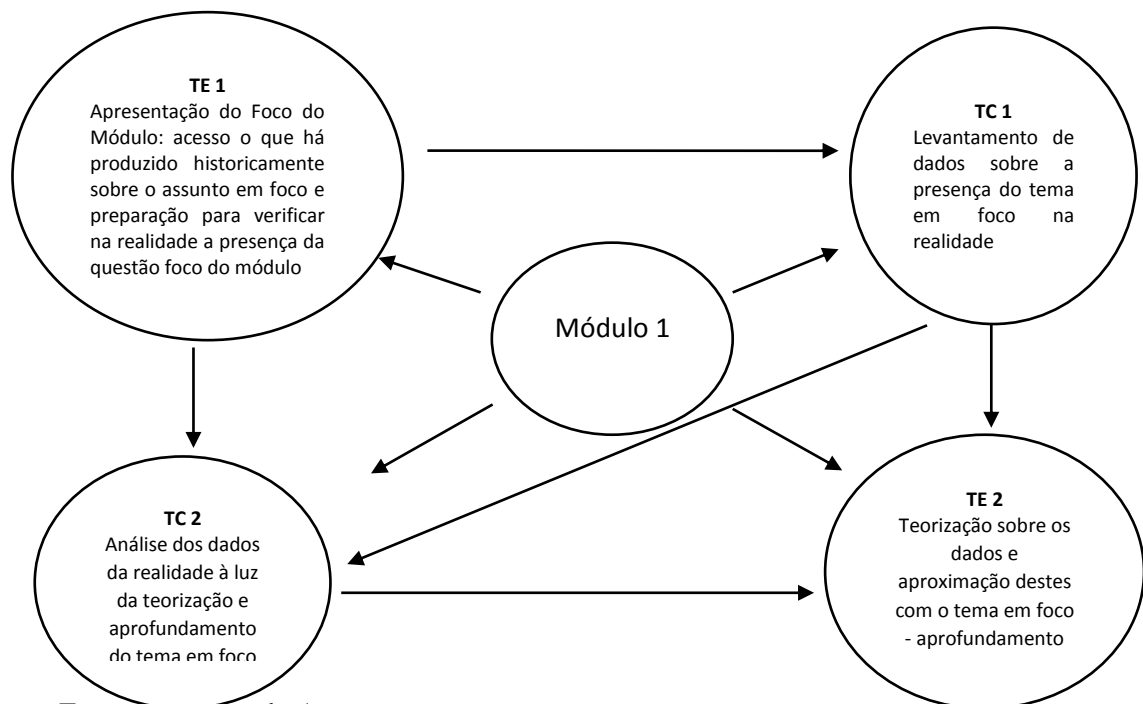 TE 1
Apresentação do Foco do
Módulo: acesso o que há
produzido historicamente
sobre o assunto em foco e
preparação para verificar
na realidade a presença da
questão foco do módulo
TC 1
Levantamento de
dados sobre a
presença do tema
em foco na
realidade
Módulo 1
TC 2
Análise dos dados
da realidade à luz
da teorização e
aprofundamento
do tema em foco
TE 2
Teorização sobre os
dados e
aproximação destes
com o tema em foco
- aprofundamento